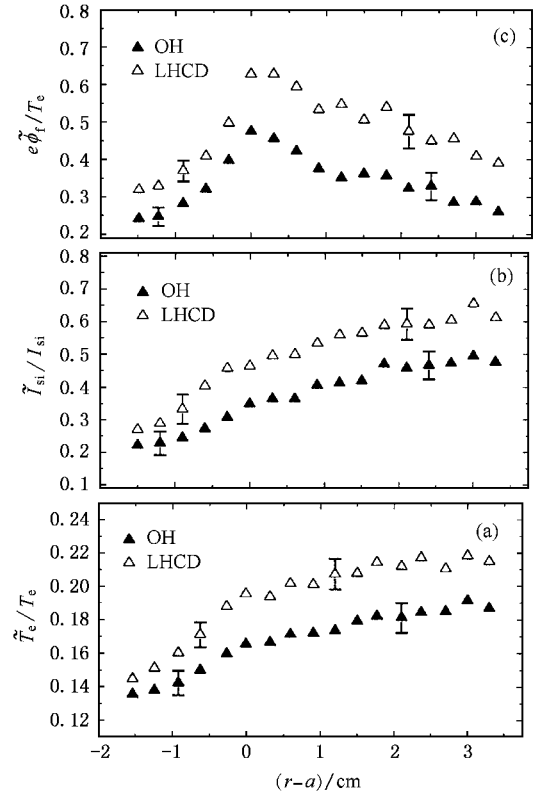 0.8
(c)
0.7
OH
LHCD
0.6
0.5
0.4
0.3
0.2
eφ̃f/Te
0.8
(b)
0.7
OH
0.6
LHCD
0.5
0.4
0.3
0.2
0.1
Ĩsi/Isi
0.24
(a)
OH
0.22
LHCD
0.20
0.18
0.16
0.14
0.12
T̃e/Te
−2 −1 0 1 2 3
(r−a)/cm